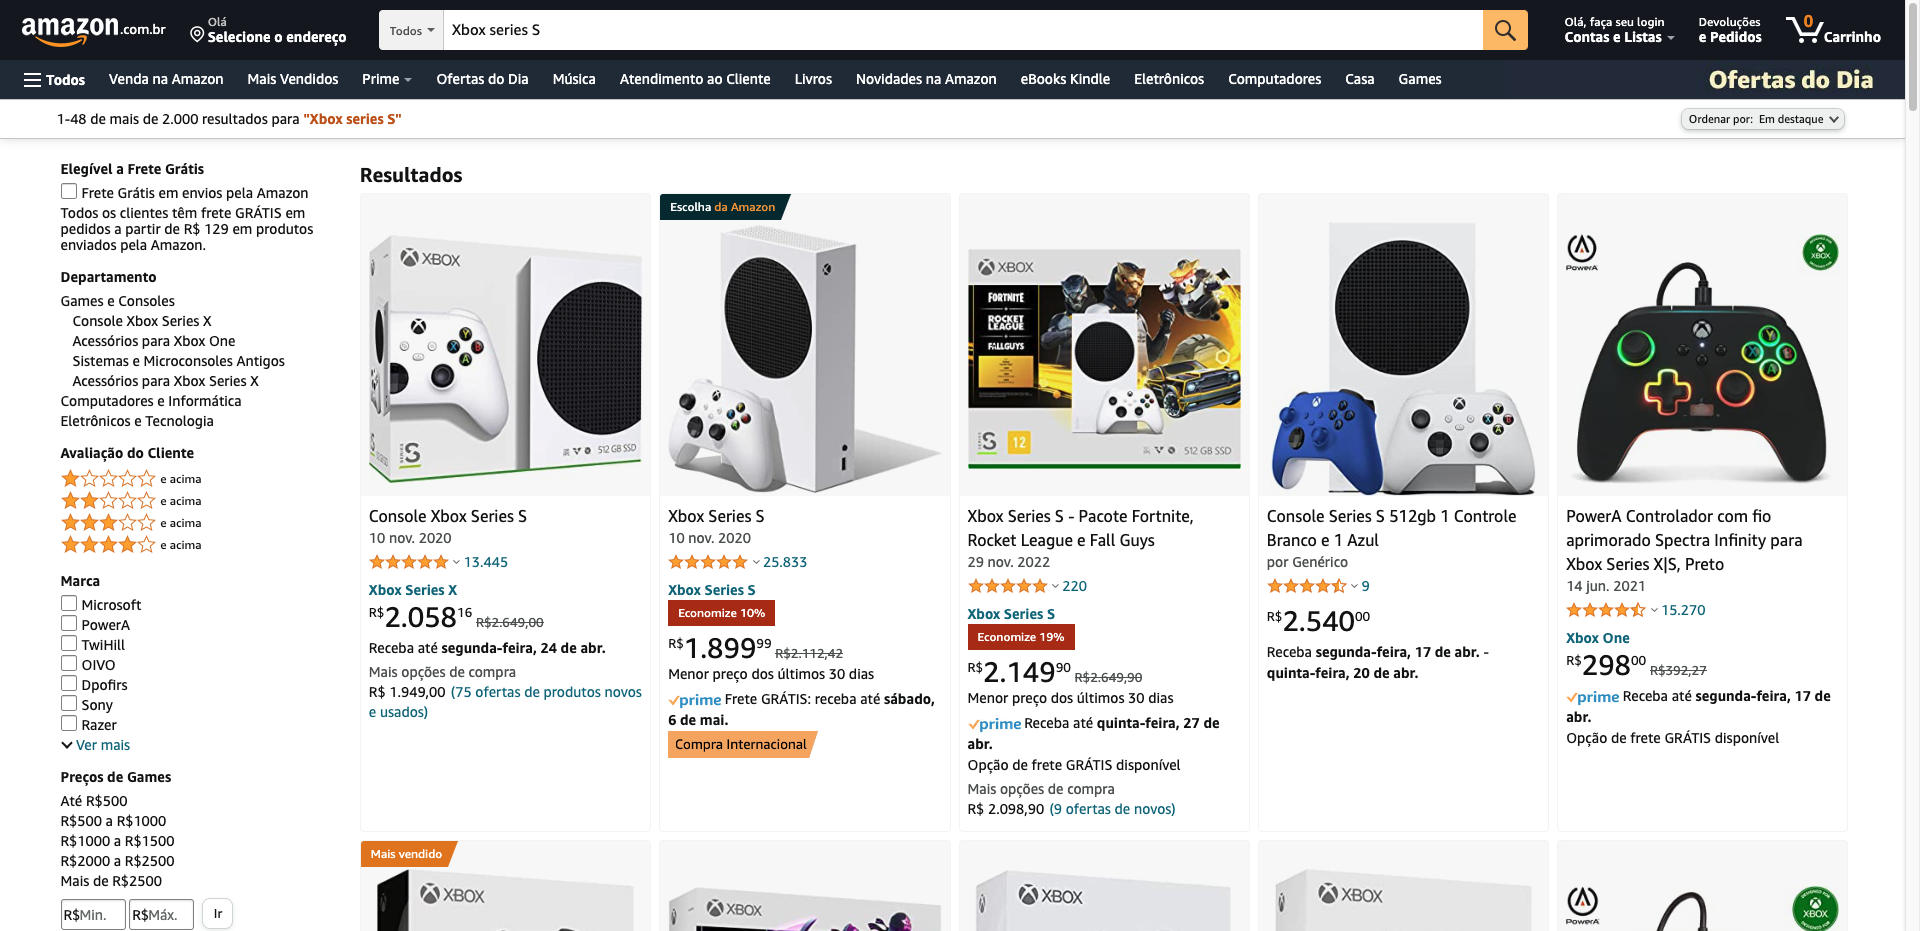 amazon.com.br
Olá
Selecione o endereço
Todos
Xbox series S
Olá, faça seu login
Contas e Listas
Devoluções
e Pedidos
0
Carrinho
Todos
Venda na Amazon
Mais Vendidos
Prime
Ofertas do Dia
Música
Atendimento ao Cliente
Livros
Novidades na Amazon
eBooks Kindle
Eletrônicos
Computadores
Casa
Games
Ofertas do Dia
1-48 de mais de 2.000 resultados para "Xbox series S"
Ordenar por: Em destaque
Elegível a Frete Grátis
Frete Grátis em envios pela Amazon
Todos os clientes têm frete GRÁTIS em
pedidos a partir de R$ 129 em produtos
enviados pela Amazon.
Departamento
Games e Consoles
Console Xbox Series X
Acessórios para Xbox One
Sistemas e Microconsoles Antigos
Acessórios para Xbox Series X
Computadores e Informática
Eletrônicos e Tecnologia
Avaliação do Cliente
e acima
e acima
e acima
e acima
Marca
Microsoft
PowerA
TwiHill
OIVO
Dpofirs
Sony
Razer
Ver mais
Preços de Games
Até R$500
R$500 a R$1000
R$1000 a R$1500
R$2000 a R$2500
Mais de R$2500
R$Min.
R$Máx.
Ir
Resultados
XBOX
Y
X
B
A
SERIES
S
512 GB SSD
Console Xbox Series S
10 nov. 2020
13.445
Xbox Series X
R$2.05816 R$2.649,00
Receba até segunda-feira, 24 de abr.
Mais opções de compra
R$ 1.949,00 (75 ofertas de produtos novos
e usados)
Escolha da Amazon
Xbox Series S
10 nov. 2020
25.833
Xbox Series S
Economize 10%
R$1.89999 R$2.112,42
Menor preço dos últimos 30 dias
prime Frete GRÁTIS: receba até sábado,
6 de mai.
Compra Internacional
XBOX
FORTNITE
+
ROCKET
LEAGUE
+
FALLGUYS
SERIES
S
12
512 GB SSD
Xbox Series S - Pacote Fortnite,
Rocket League e Fall Guys
29 nov. 2022
220
Xbox Series S
Economize 19%
R$2.14990 R$2.649,90
Menor preço dos últimos 30 dias
prime Receba até quinta-feira, 27 de
abr.
Opção de frete GRÁTIS disponível
Mais opções de compra
R$ 2.098,90 (9 ofertas de novos)
Console Series S 512gb 1 Controle
Branco e 1 Azul
por Genérico
9
R$2.54000
Receba segunda-feira, 17 de abr. -
quinta-feira, 20 de abr.
PowerA
DESIGNED FOR
XBOX
PowerA Controlador com fio
aprimorado Spectra Infinity para
Xbox Series X|S, Preto
14 jun. 2021
15.270
Xbox One
R$29800 R$392,27
prime Receba até segunda-feira, 17 de
abr.
Opção de frete GRÁTIS disponível
Mais vendido
XBOX
XBOX
XBOX
XBOX
PowerA
XBOX